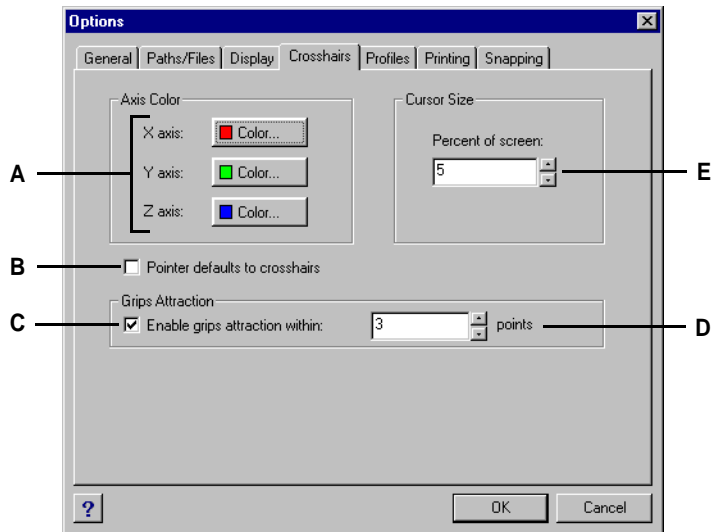 Options
General Paths/Files Display Crosshairs Profiles Printing Snapping
Axis Color
X axis: Color...
Y axis: Color...
Z axis: Color...
Cursor Size
Percent of screen:
5
A
E
B
Pointer defaults to crosshairs
Grips Attraction
C
Enable grips attraction within: 3 points
D
?
OK
Cancel